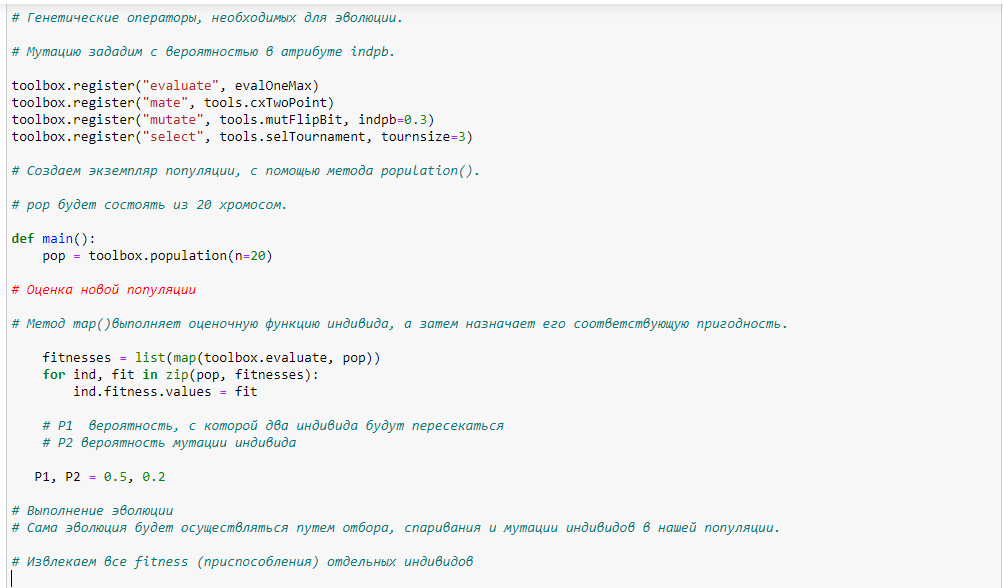 # Генетические операторы, необходимых для эволюции.
# Мутацию зададим с вероятностью в атрибуте indpb.
toolbox.register("evaluate", evalOneMax)
toolbox.register("mate", tools.cxTwoPoint)
toolbox.register("mutate", tools.mutFlipBit, indpb=0.3)
toolbox.register("select", tools.selTournament, tournsize=3)
# Создаем экземпляр популяции, с помощью метода population().
# pop будет состоять из 20 хромосом.
def main():
    pop = toolbox.population(n=20)
# Оценка новой популяции
# Метод map()выполняет оценочную функцию индивида, а затем назначает его соответствующую пригодность.
    fitnesses = list(map(toolbox.evaluate, pop))
    for ind, fit in zip(pop, fitnesses):
        ind.fitness.values = fit
    # P1  вероятность, с которой два индивида будут пересекаться
    # P2 вероятность мутации индивида
   P1, P2 = 0.5, 0.2
# Выполнение эволюции
# Сама эволюция будет осуществляться путем отбора, спаривания и мутации индивидов в нашей популяции.
# Извлекаем все fitness (приспособления) отдельных индивидов